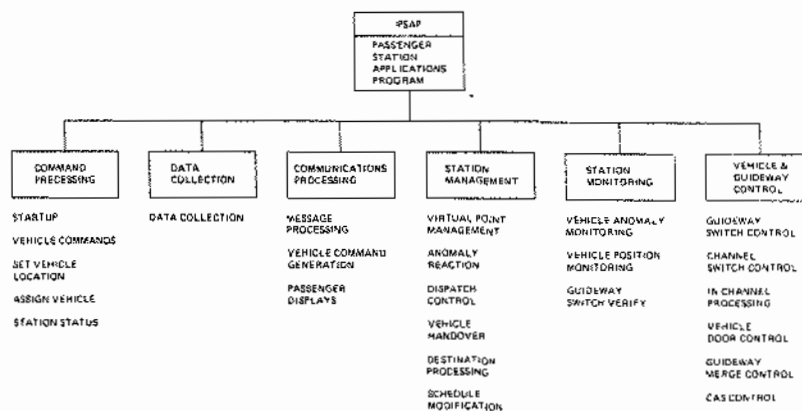 PSAP
PASSENGER
STATION
APPLICATIONS
PROGRAM
COMMAND
PRECESSING
DATA
COLLECTION
COMMUNICATIONS
PROCESSING
STATION
MANAGEMENT
STATION
MONITORING
VEHICLE &
GUIDEWAY
CONTROL
STARTUP
VEHICLE COMMANDS
SET VEHICLE
LOCATION
ASSIGN VEHICLE
STATION STATUS
DATA COLLECTION
MESSAGE
PROCESSING
VEHICLE COMMAND
GENERATION
PASSENGER
DISPLAYS
VIRTUAL POINT
MANAGEMENT
ANOMALY
REACTION
DISPATCH
CONTROL
VEHICLE
HANDOVER
DESTINATION
PROCESSING
SCHEDULE
MODIFICATION
VEHICLE ANOMALY
MONITORING
VEHICLE POSITION
MONITORING
GUIDEWAY
SWITCH VERIFY
GUIDEWAY
SWITCH CONTROL
CHANNEL
SWITCH CONTROL
IN CHANNEL
PROCESSING
VEHICLE
DOOR CONTROL
GUIDEWAY
MERGE CONTROL
CAS CONTROL